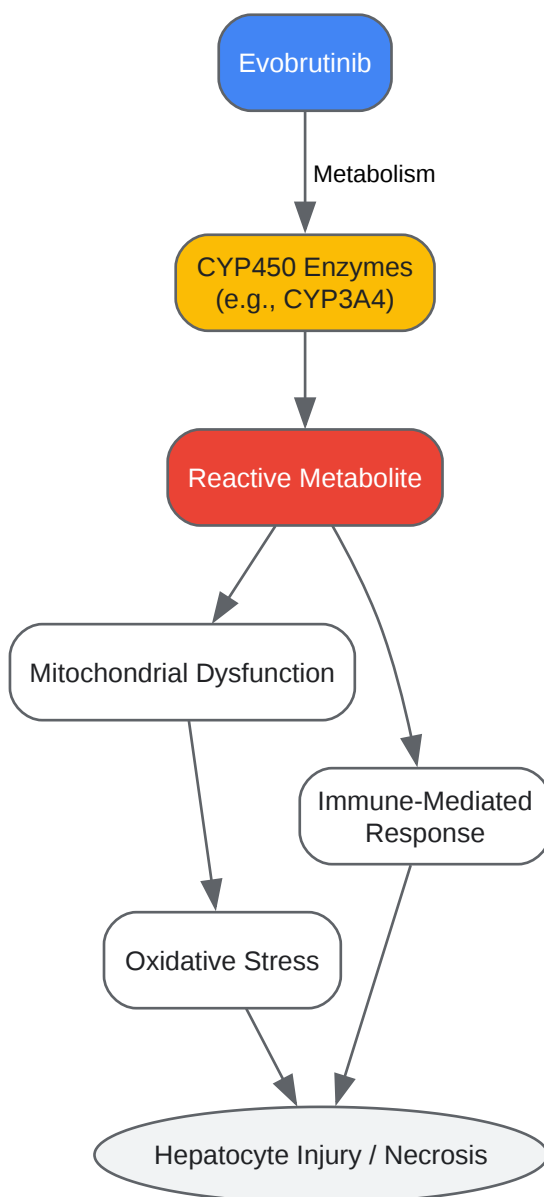 Evobrutinib
Metabolism
CYP450 Enzymes
(e.g., CYP3A4)
Reactive Metabolite
Mitochondrial Dysfunction
Immune-Mediated
Response
Oxidative Stress
Hepatocyte Injury / Necrosis